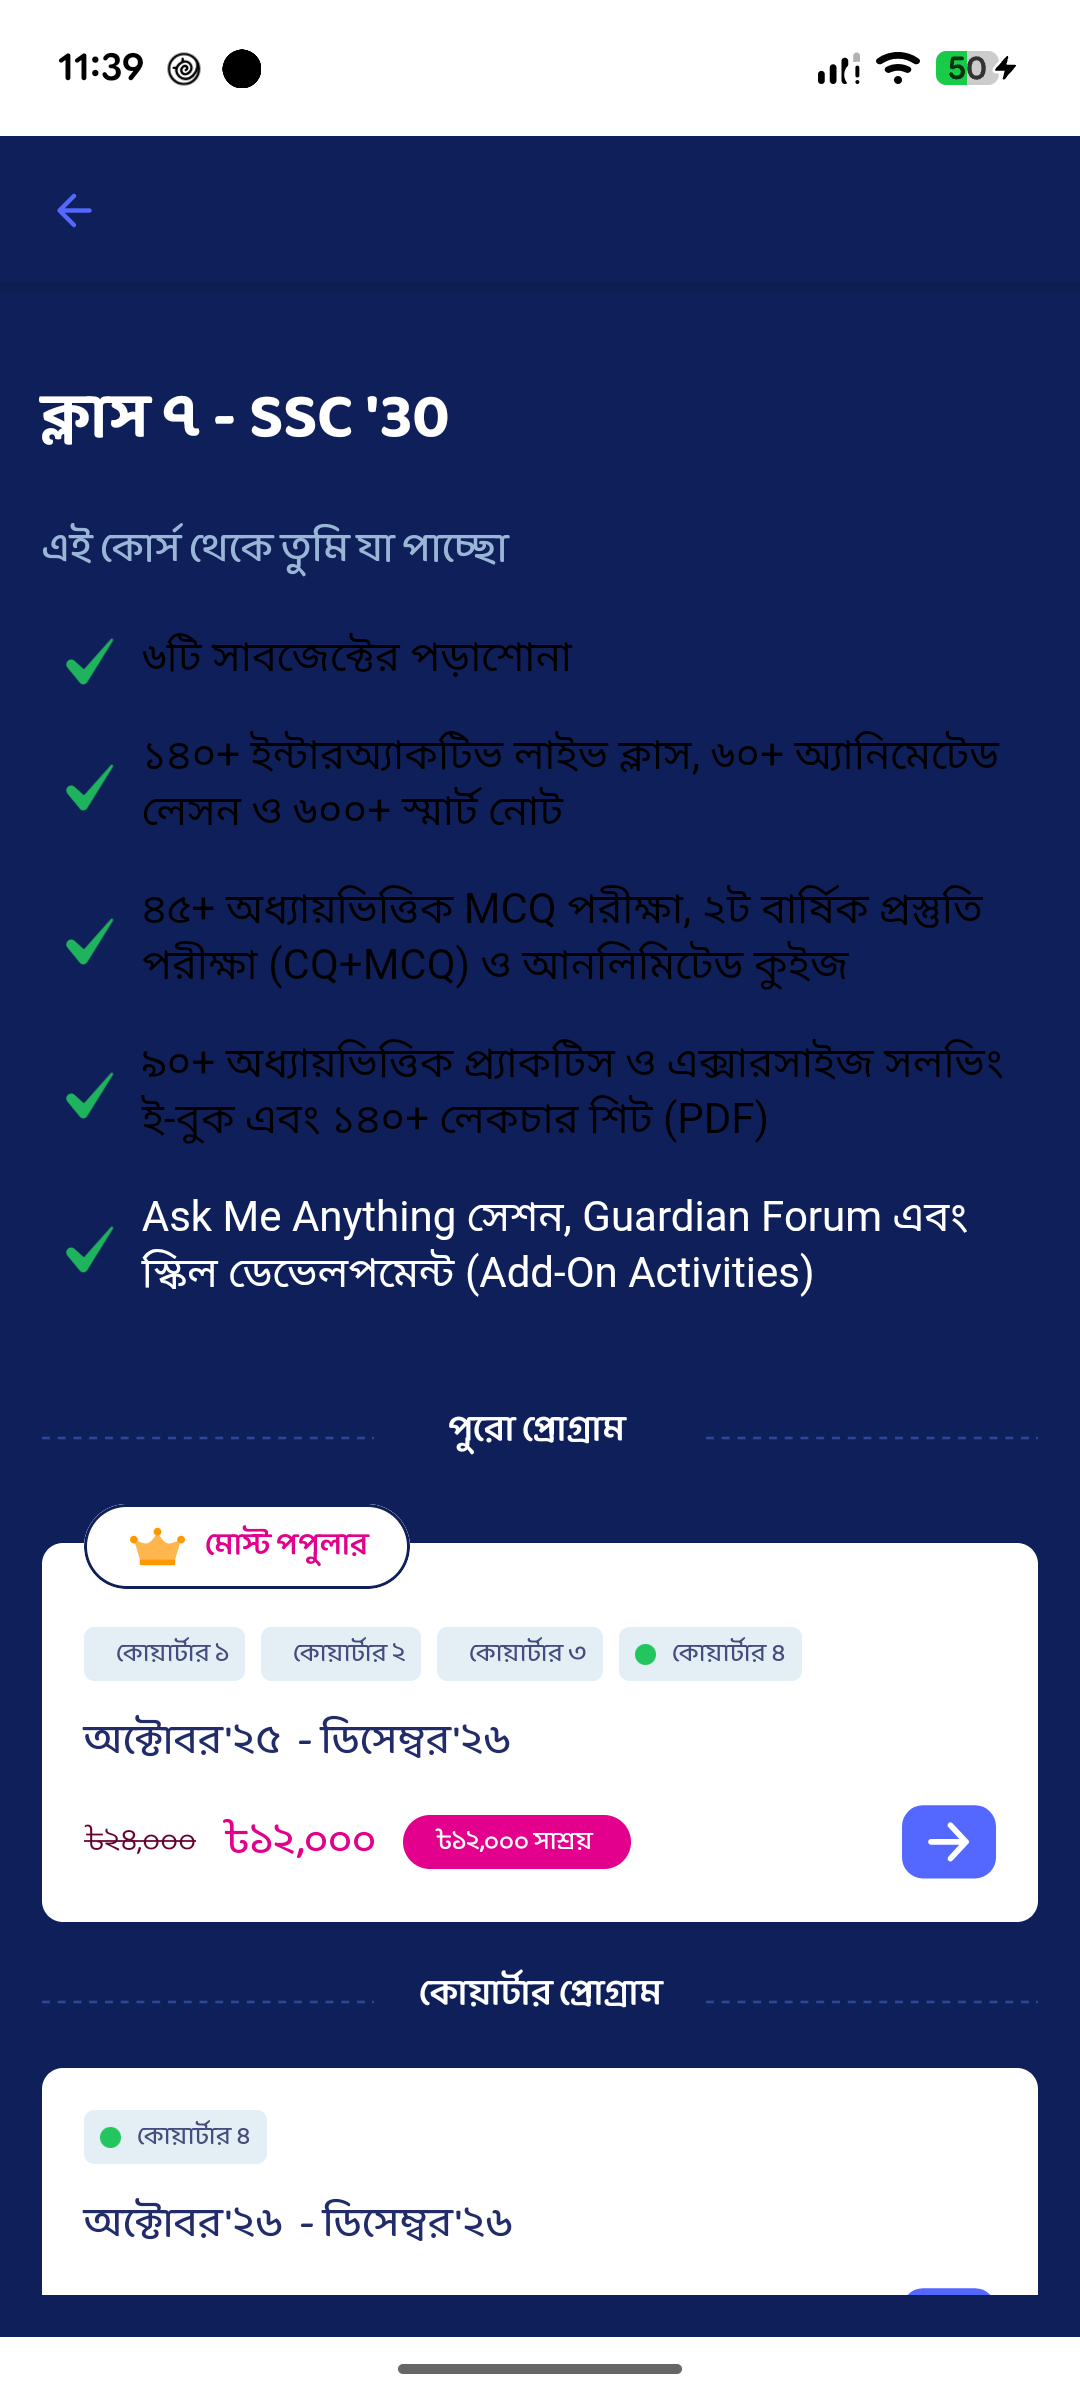 11:39
50
ক্লাস ৭ - SSC '30
এই কোর্স থেকে তুমি যা পাচ্ছো
৬টি সাবজেক্টের পড়াশোনা
১৪০+ ইন্টারঅ্যাকটিভ লাইভ ক্লাস, ৬০+ অ্যানিমেটেড
লেসন ও ৬০০+ স্মার্ট নোট
৪৫+ অধ্যায়ভিত্তিক MCQ পরীক্ষা, ২ট বার্ষিক প্রস্তুতি
পরীক্ষা (CQ+MCQ) ও আনলিমিটেড কুইজ
৯০+ অধ্যায়ভিত্তিক প্র্যাকটিস ও এক্সারসাইজ সলভিং
ই-বুক এবং ১৪০+ লেকচার শিট (PDF)
Ask Me Anything সেশন, Guardian Forum এবং
স্কিল ডেভেলপমেন্ট (Add-On Activities)
পুরো প্রোগ্রাম
মোস্ট পপুলার
কোয়ার্টার ১ কোয়ার্টার ২ কোয়ার্টার ৩ কোয়ার্টার ৪
অক্টোবর'২৫ - ডিসেম্বর'২৬
৳২৪,০০০ ৳১২,০০০ ৳১২,০০০ সাশ্রয়
কোয়ার্টার প্রোগ্রাম
কোয়ার্টার ৪
অক্টোবর'২৬ - ডিসেম্বর'২৬